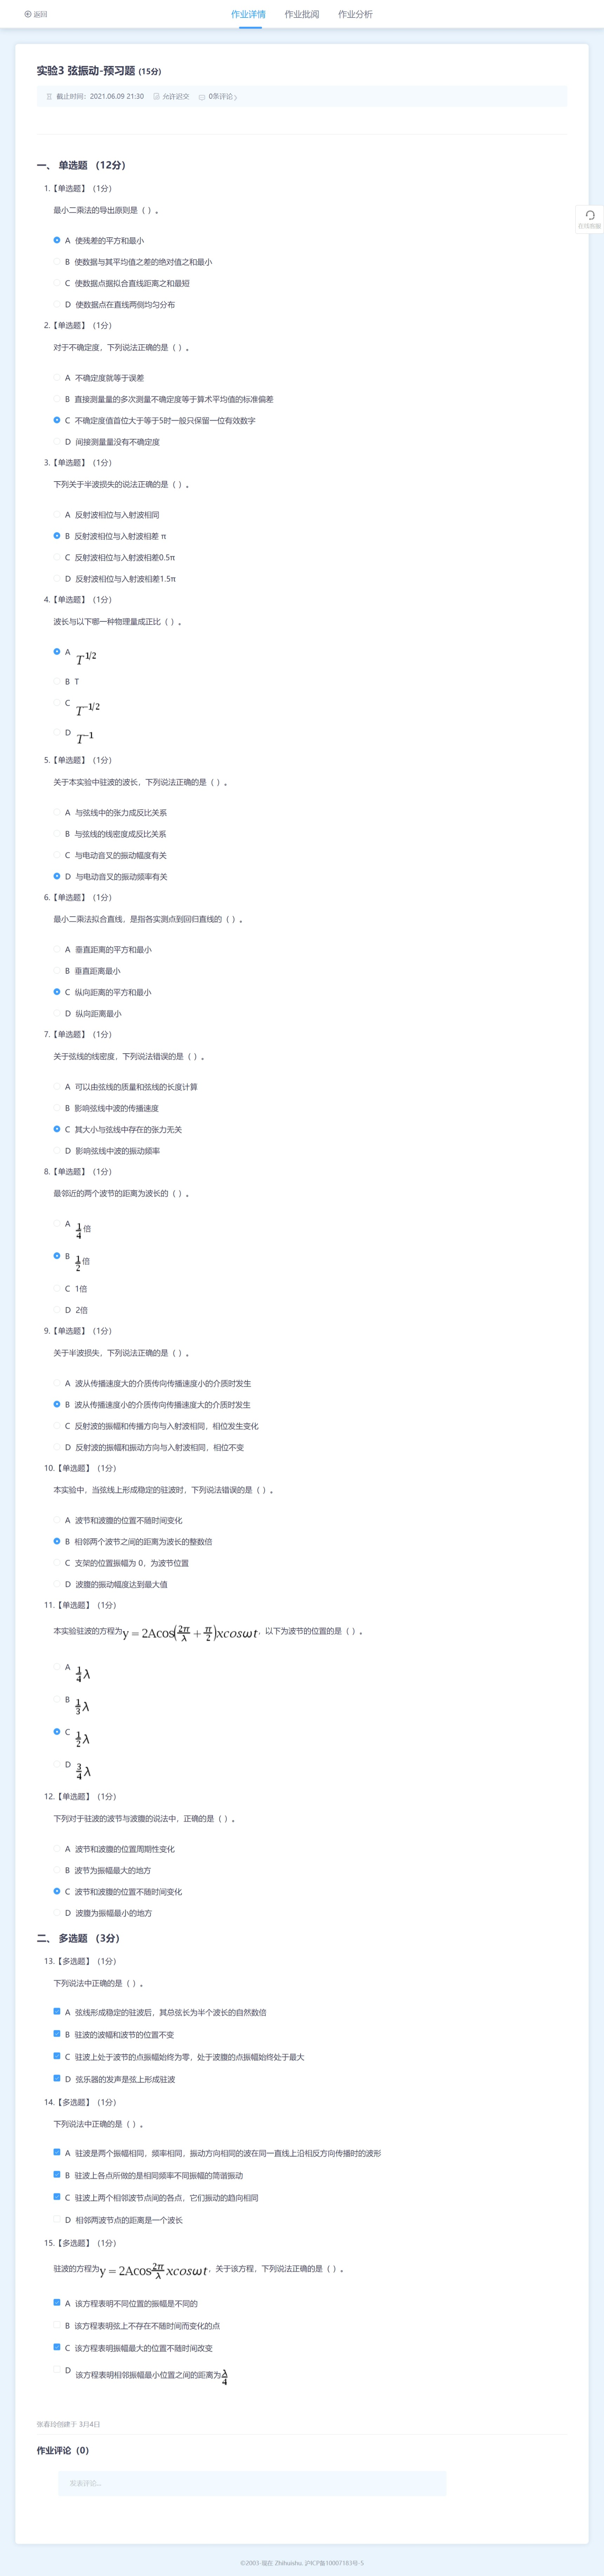 返回
作业详情 作业批阅 作业分析
实验3 弦振动-预习题 (15分)
截止时间：2021.06.09 21:30 允许迟交 0条评论
在线客服
一、 单选题 （12分）
1.【单选题】（1分）
最小二乘法的导出原则是（ ）。
A 使残差的平方和最小
B 使数据与其平均值之差的绝对值之和最小
C 使数据点据拟合直线距离之和最短
D 使数据点在直线两侧均匀分布
2.【单选题】（1分）
对于不确定度，下列说法正确的是（ ）。
A 不确定度就等于误差
B 直接测量量的多次测量不确定度等于算术平均值的标准偏差
C 不确定度值首位大于等于5时一般只保留一位有效数字
D 间接测量量没有不确定度
3.【单选题】（1分）
下列关于半波损失的说法正确的是（ ）。
A 反射波相位与入射波相同
B 反射波相位与入射波相差 π
C 反射波相位与入射波相差0.5π
D 反射波相位与入射波相差1.5π
4.【单选题】（1分）
波长与以下哪一种物理量成正比（ ）。
A T^{1/2}
B T
C T^{-1/2}
D T^{-1}
5.【单选题】（1分）
关于本实验中驻波的波长，下列说法正确的是（ ）。
A 与弦线中的张力成反比关系
B 与弦线的线密度成反比关系
C 与电动音叉的振动幅度有关
D 与电动音叉的振动频率有关
6.【单选题】（1分）
最小二乘法拟合直线，是指各实测点到回归直线的（ ）。
A 垂直距离的平方和最小
B 垂直距离最小
C 纵向距离的平方和最小
D 纵向距离最小
7.【单选题】（1分）
关于弦线的线密度，下列说法错误的是（ ）。
A 可以由弦线的质量和弦线的长度计算
B 影响弦线中波的传播速度
C 其大小与弦线中存在的张力无关
D 影响弦线中波的振动频率
8.【单选题】（1分）
最邻近的两个波节的距离为波长的（ ）。
A 1/4倍
B 1/2倍
C 1倍
D 2倍
9.【单选题】（1分）
关于半波损失，下列说法正确的是（ ）。
A 波从传播速度大的介质传向传播速度小的介质时发生
B 波从传播速度小的介质传向传播速度大的介质时发生
C 反射波的振幅和传播方向与入射波相同，相位发生变化
D 反射波的振幅和振动方向与入射波相同，相位不变
10.【单选题】（1分）
本实验中，当弦线上形成稳定的驻波时，下列说法错误的是（ ）。
A 波节和波腹的位置不随时间变化
B 相邻两个波节之间的距离为波长的整数倍
C 支架的位置振幅为 0，为波节位置
D 波腹的振动幅度达到最大值
11.【单选题】（1分）
本实验驻波的方程为y = 2Acos(2π/λ + π/2)xcosωt，以下为波节的位置的是（ ）。
A 1/4 λ
B 1/3 λ
C 1/2 λ
D 3/4 λ
12.【单选题】（1分）
下列对于驻波的波节与波腹的说法中，正确的是（ ）。
A 波节和波腹的位置周期性变化
B 波节为振幅最大的地方
C 波节和波腹的位置不随时间变化
D 波腹为振幅最小的地方
二、 多选题 （3分）
13.【多选题】（1分）
下列说法中正确的是（ ）。
A 弦线形成稳定的驻波后，其总弦长为半个波长的自然数倍
B 驻波的波幅和波节的位置不变
C 驻波上处于波节的点振幅始终为零，处于波腹的点振幅始终处于最大
D 弦乐器的发声是弦上形成驻波
14.【多选题】（1分）
下列说法中正确的是（ ）。
A 驻波是两个振幅相同，频率相同，振动方向相同的波在同一直线上沿相反方向传播时的波形
B 驻波上各点所做的是相同频率不同振幅的简谐振动
C 驻波上两个相邻波节点间的各点，它们振动的趋向相同
D 相邻两波节点的距离是一个波长
15.【多选题】（1分）
驻波的方程为y = 2Acos2π/λ xcosωt，关于该方程，下列说法正确的是（ ）。
A 该方程表明不同位置的振幅是不同的
B 该方程表明弦上不存在不随时间而变化的点
C 该方程表明振幅最大的位置不随时间改变
D 该方程表明相邻振幅最小位置之间的距离为λ/4
创建于 3月4日
作业评论（0）
发表评论...
©2003-现在 Zhihuishu. 沪ICP备10007183号-5